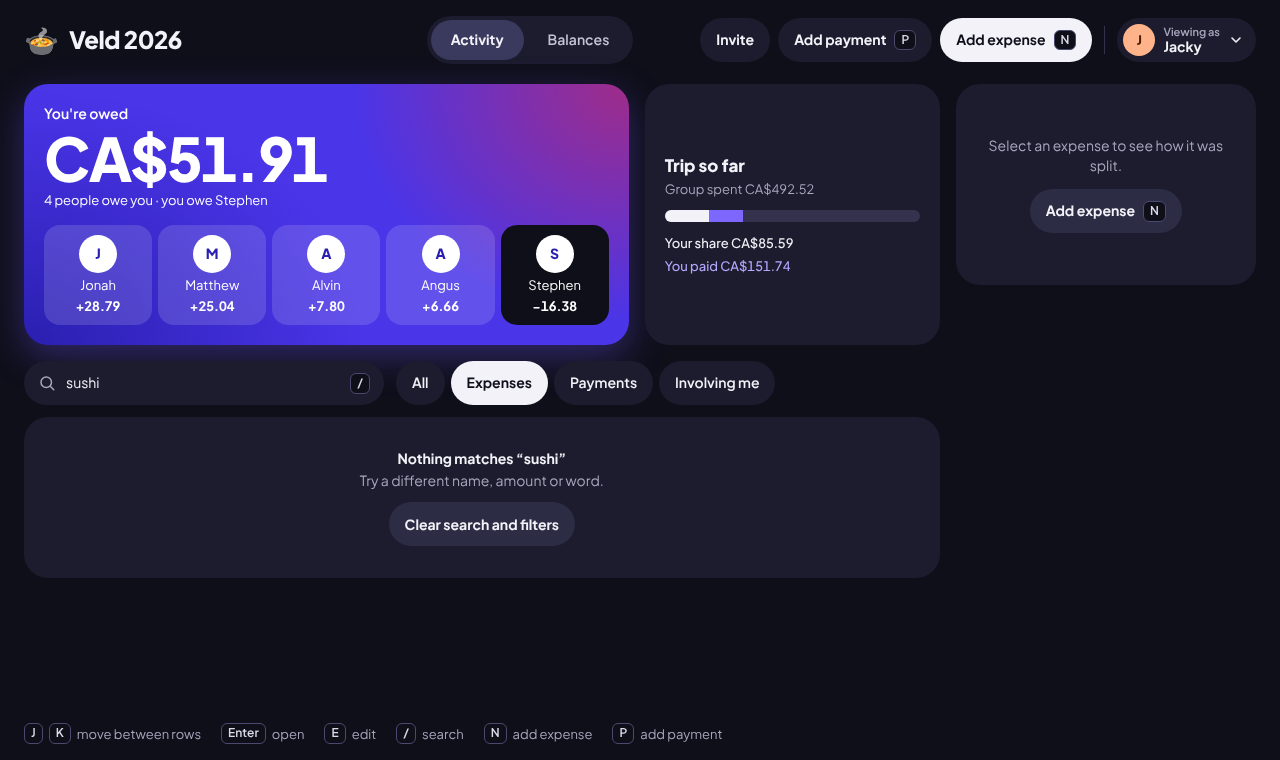 Veld 2026
Activity
Balances
Invite
Add payment P
Add expense N
J
Viewing as
Jacky
You're owed
CA$51.91
4 people owe you · you owe Stephen
J
Jonah
+28.79
M
Matthew
+25.04
A
Alvin
+7.80
A
Angus
+6.66
S
Stephen
−16.38
Trip so far
Group spent CA$492.52
Your share CA$85.59
You paid CA$151.74
Select an expense to see how it was
split.
Add expense N
sushi /
All
Expenses
Payments
Involving me
Nothing matches “sushi”
Try a different name, amount or word.
Clear search and filters
J K move between rows Enter open E edit / search N add expense P add payment